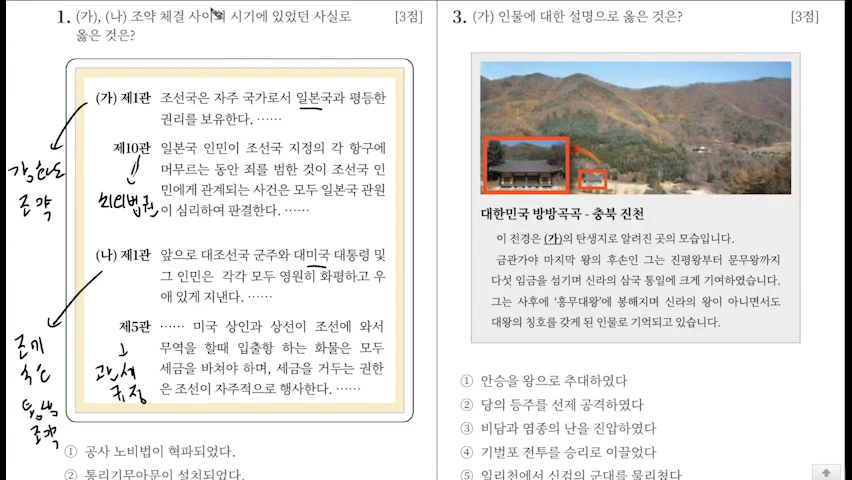 1. (가), (나) 조약 체결 사이의 시기에 있었던 사실로 [3점]
옳은 것은?
(가) 제1관 조선국은 자주 국가로서 일본국과 평등한
권리를 보유한다. ……
제10관 일본국 인민이 조선국 지정의 각 항구에
머무르는 동안 죄를 범한 것이 조선국 인
민에게 관계되는 사건은 모두 일본국 관원
이 심리하여 판결한다. ……
(나) 제1관 앞으로 대조선국 군주와 대미국 대통령 및
그 인민은 각각 모두 영원히 화평하고 우
애 있게 지낸다. ……
제5관 …… 미국 상인과 상선이 조선에 와서
무역을 할때 입출항 하는 화물은 모두
세금을 바쳐야 하며, 세금을 거두는 권한
은 조선이 자주적으로 행사한다. ……
강화도
조약
치외법권
조미
수호
통상
조약
관세
규정
① 공사 노비법이 혁파되었다.
② 통리기무아문이 설치되었다.
3. (가) 인물에 대한 설명으로 옳은 것은? [3점]
대한민국 방방곡곡 - 충북 진천
이 전경은 (가)의 탄생지로 알려진 곳의 모습입니다.
금관가야 마지막 왕의 후손인 그는 진평왕부터 문무왕까지
다섯 임금을 섬기며 신라의 삼국 통일에 크게 기여하였습니다.
그는 사후에 ‘흥무대왕’에 봉해지며 신라의 왕이 아니면서도
대왕의 칭호를 갖게 된 인물로 기억되고 있습니다.
① 안승을 왕으로 추대하였다
② 당의 등주를 선제 공격하였다
③ 비담과 염종의 난을 진압하였다
④ 기벌포 전투를 승리로 이끌었다
⑤ 일리천에서 신검의 군대를 물리쳤다